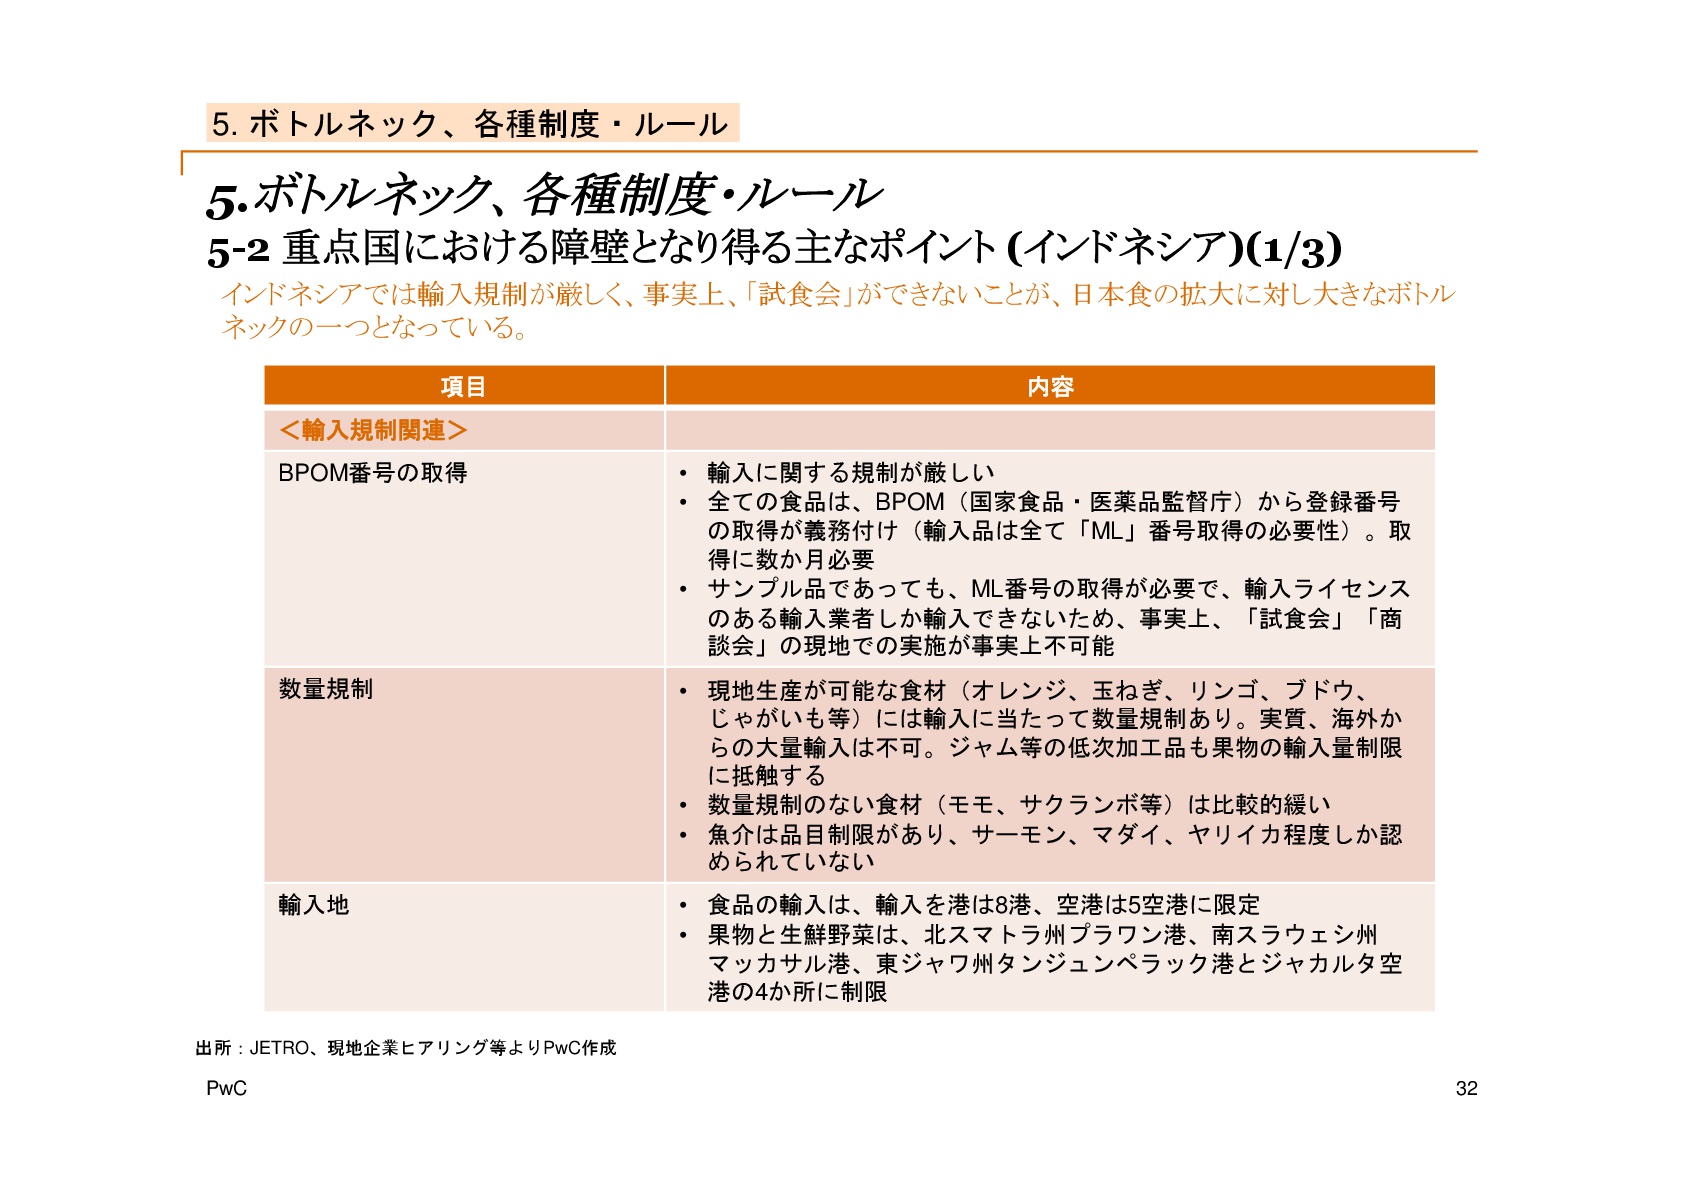 5. ボトルネック、各種制度・ルール
5.ボトルネック、各種制度・ルール
5-2 重点国における障壁となり得る主なポイント (インドネシア)(1/3)
インドネシアでは輸入規制が厳しく、事実上、「試食会」ができないことが、日本食の拡大に対し大きなボトル
ネックの一つとなっている。
項目
内容
＜輸入規制関連＞
BPOM番号の取得
• 輸入に関する規制が厳しい
• 全ての食品は、BPOM（国家食品・医薬品監督庁）から登録番号
の取得が義務付け（輸入品は全て「ML」番号取得の必要性）。取
得に数か月必要
• サンプル品であっても、ML番号の取得が必要で、輸入ライセンス
のある輸入業者しか輸入できないため、事実上、「試食会」「商
談会」の現地での実施が事実上不可能
数量規制
• 現地生産が可能な食材（オレンジ、玉ねぎ、リンゴ、ブドウ、
じゃがいも等）には輸入に当たって数量規制あり。実質、海外か
らの大量輸入は不可。ジャム等の低次加工品も果物の輸入量制限
に抵触する
• 数量規制のない食材（モモ、サクランボ等）は比較的緩い
• 魚介は品目制限があり、サーモン、マダイ、ヤリイカ程度しか認
められていない
輸入地
• 食品の輸入は、輸入を港は8港、空港は5空港に限定
• 果物と生鮮野菜は、北スマトラ州ブラワン港、南スラウェシ州
マッカサル港、東ジャワ州タンジュンペラック港とジャカルタ空
港の4か所に制限
出所：JETRO、現地企業ヒアリング等よりPwC作成
PwC
32